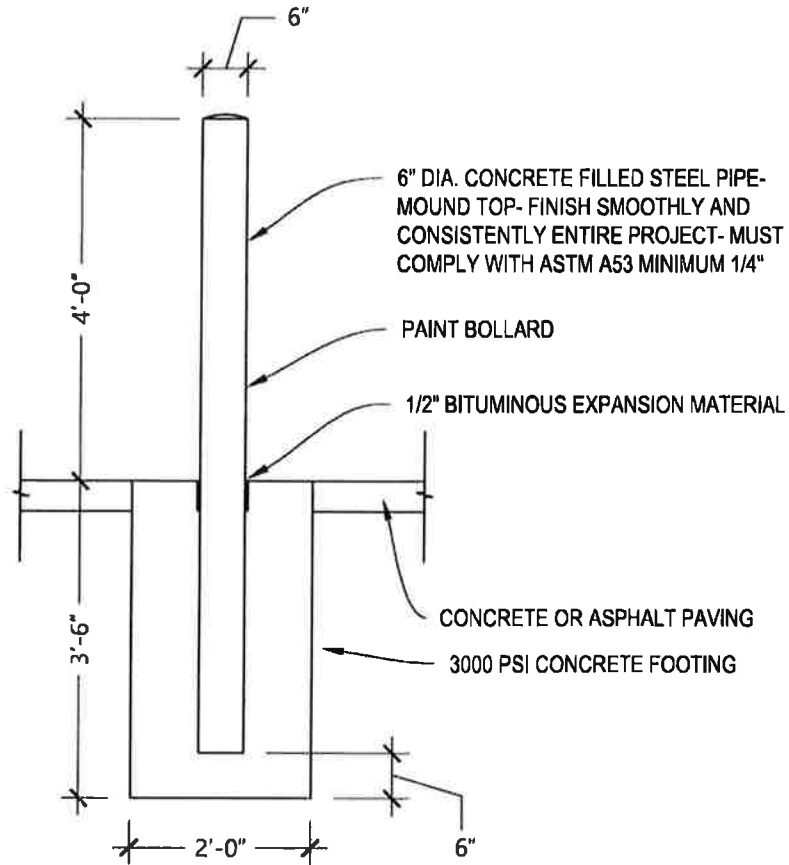 6"
4'-0"
6" DIA. CONCRETE FILLED STEEL PIPE-
MOUND TOP- FINISH SMOOTHLY AND
CONSISTENTLY ENTIRE PROJECT- MUST
COMPLY WITH ASTM A53 MINIMUM 1/4"
PAINT BOLLARD
1/2" BITUMINOUS EXPANSION MATERIAL
3'-6"
CONCRETE OR ASPHALT PAVING
3000 PSI CONCRETE FOOTING
2'-0"
6"